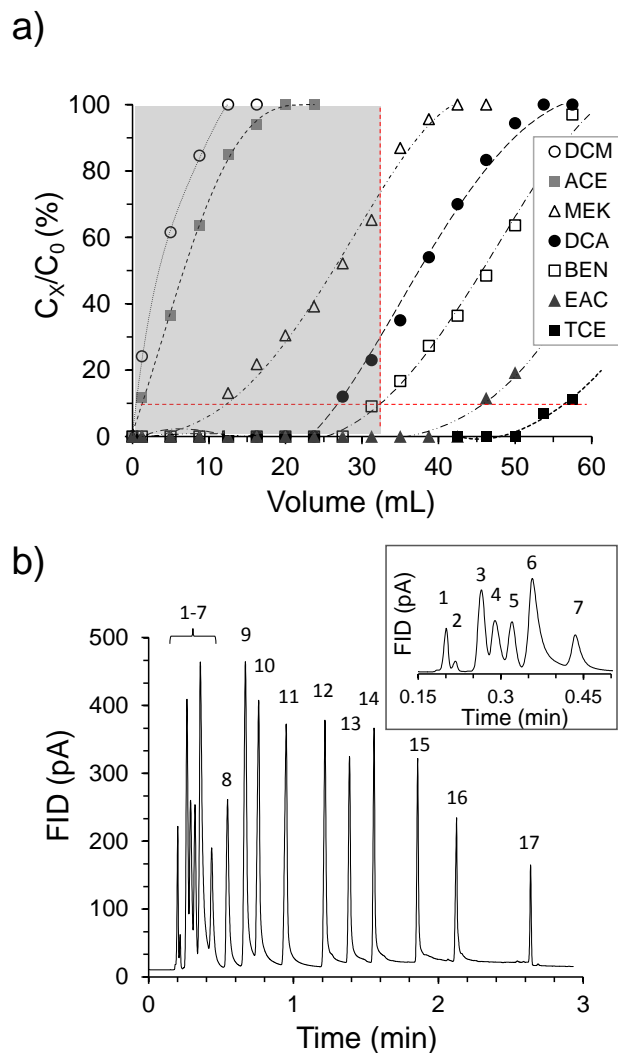 a)
100
80
60
40
20
0
Cx/C0 (%)
0
10
20
30
40
50
60
Volume (mL)
DCM
ACE
MEK
DCA
BEN
EAC
TCE
b)
500
400
300
200
100
0
FID (pA)
1-7
8
9
10
11
12
13
14
15
16
17
0
1
2
3
Time (min)
FID (pA)
1
2
3
4
5
6
7
0.15
0.3
0.45
Time (min)